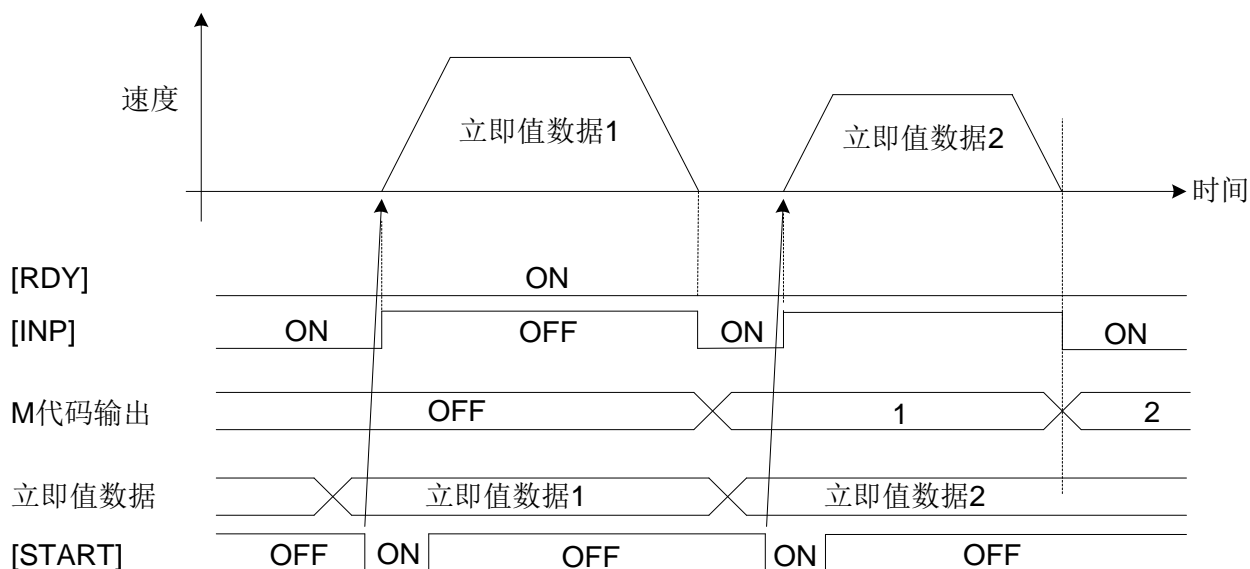 速度
立即值数据1
立即值数据2
时间
[RDY] ON
[INP] ON OFF ON ON
M代码输出 OFF 1 2
立即值数据 立即值数据1 立即值数据2
[START] OFF ON OFF ON OFF